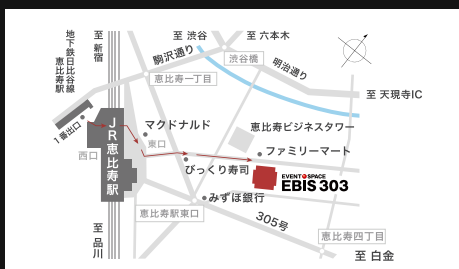 至 渋谷
至 六本木
至 新宿
地下鉄日比谷線
恵比寿駅
駒沢通り
渋谷橋
明治通り
恵比寿一丁目
至 天現寺IC
1番出口
JR恵比寿駅
マクドナルド
恵比寿ビジネスタワー
東口
西口
ファミリーマート
びっくり寿司
EVENT SPACE
EBIS 303
みずほ銀行
恵比寿駅東口
305号
恵比寿四丁目
至 品川
至 白金